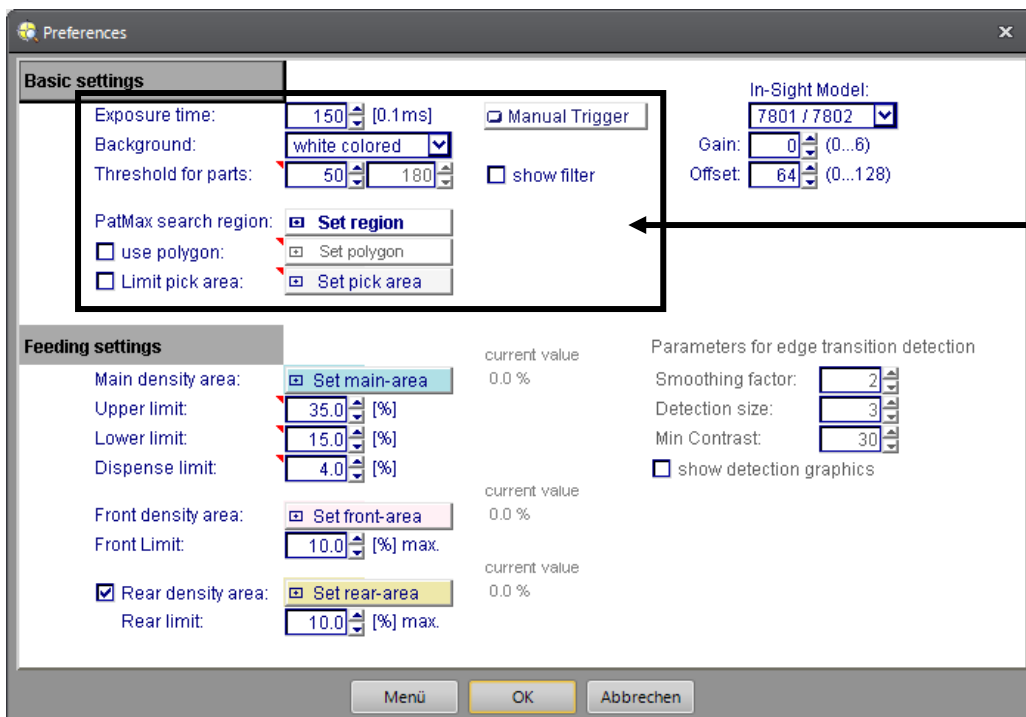 Preferences
Basic settings
In-Sight Model:
Exposure time: 150 [0.1ms] Manual Trigger 7801 / 7802
Background: white colored Gain: 0 (0...6)
Threshold for parts: 50 180 show filter Offset: 64 (0...128)
PatMax search region: Set region
use polygon: Set polygon
Limit pick area: Set pick area
Feeding settings current value Parameters for edge transition detection
Main density area: Set main-area 0.0 % Smoothing factor: 2
Upper limit: 35.0 [%] Detection size: 3
Lower limit: 15.0 [%] Min Contrast: 30
Dispense limit: 4.0 [%] show detection graphics
current value
Front density area: Set front-area 0.0 %
Front Limit: 10.0 [%] max.
current value
Rear density area: Set rear-area 0.0 %
Rear limit: 10.0 [%] max.
Menü OK Abbrechen